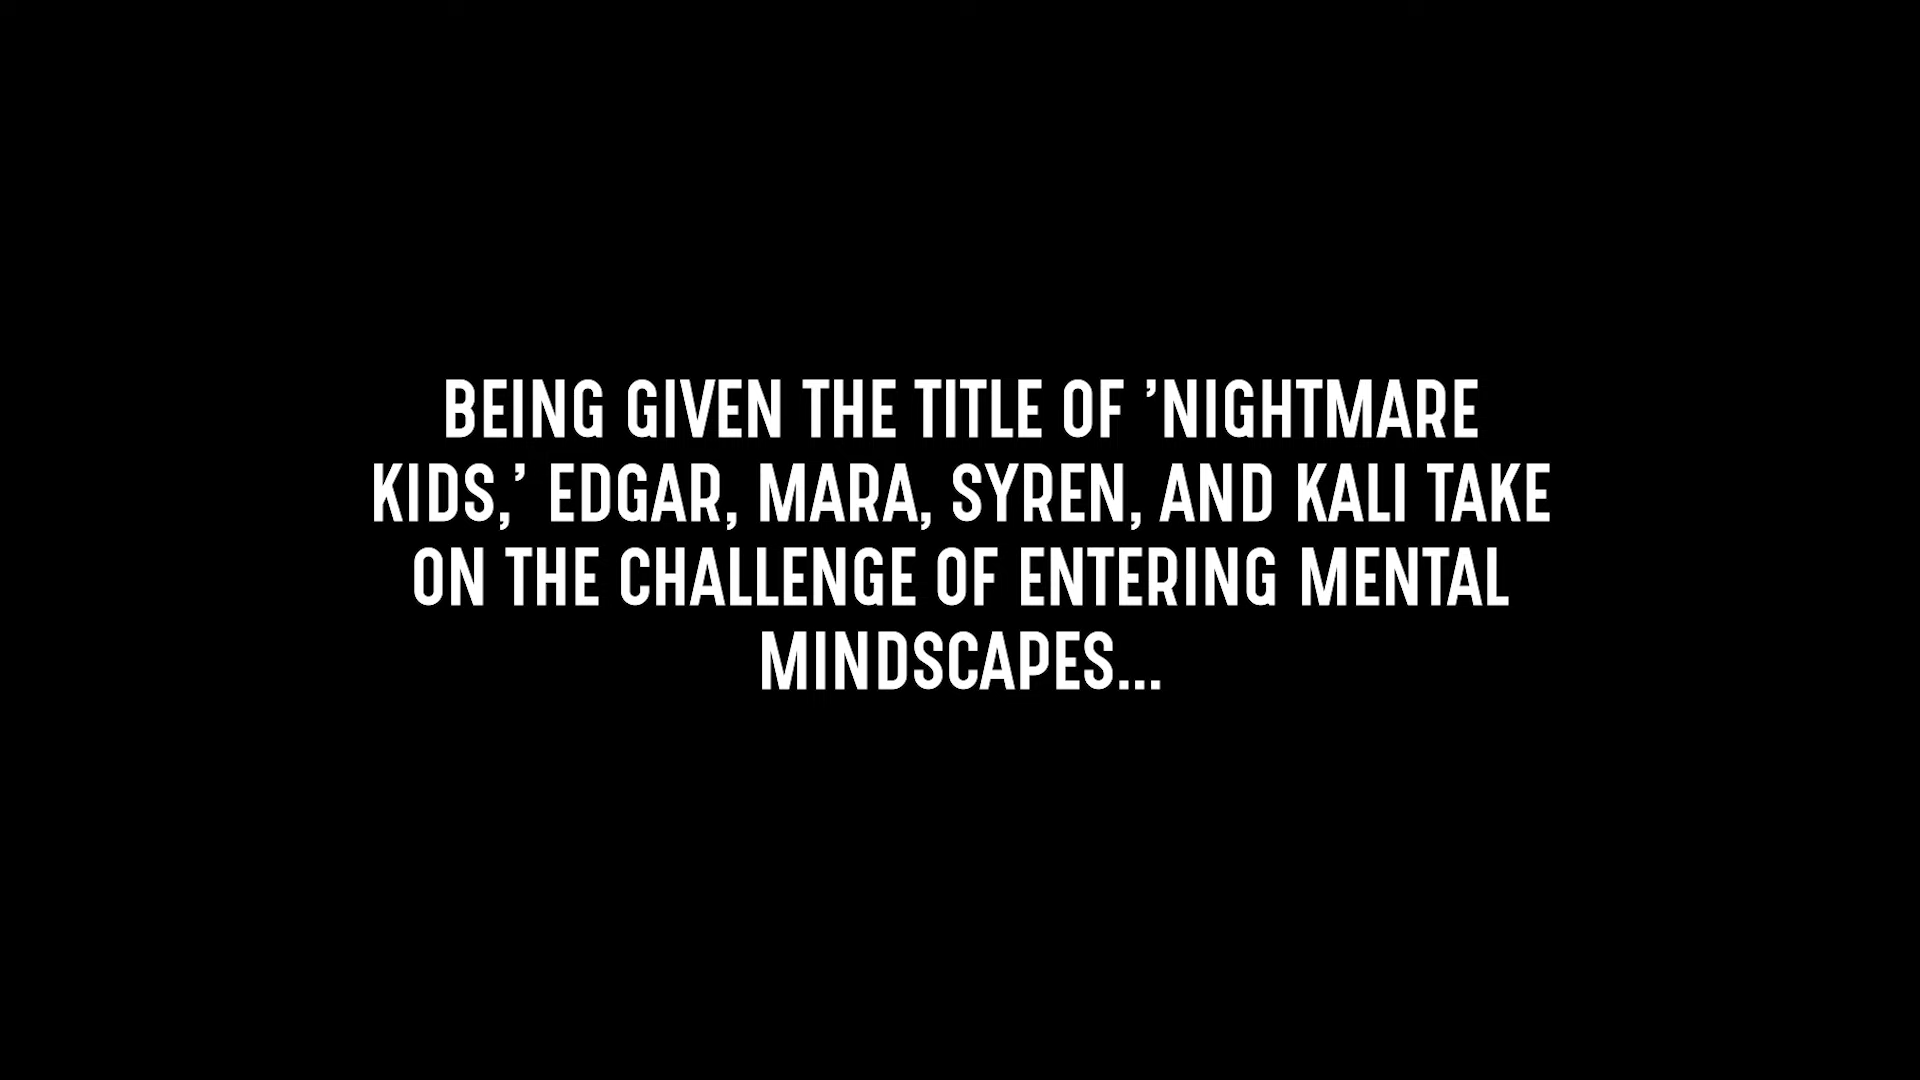 BEING GIVEN THE TITLE OF ’NIGHTMARE
KIDS,’ EDGAR, MARA, SYREN, AND KALI TAKE
ON THE CHALLENGE OF ENTERING MENTAL
MINDSCAPES...